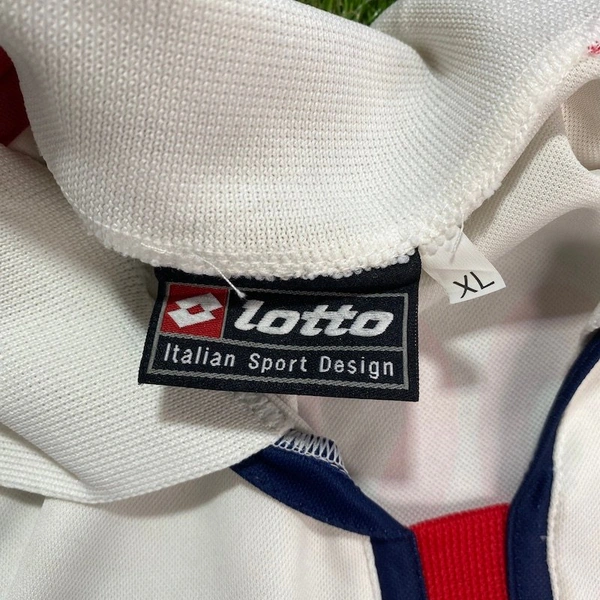 lotto
XL
Italian Sport Design